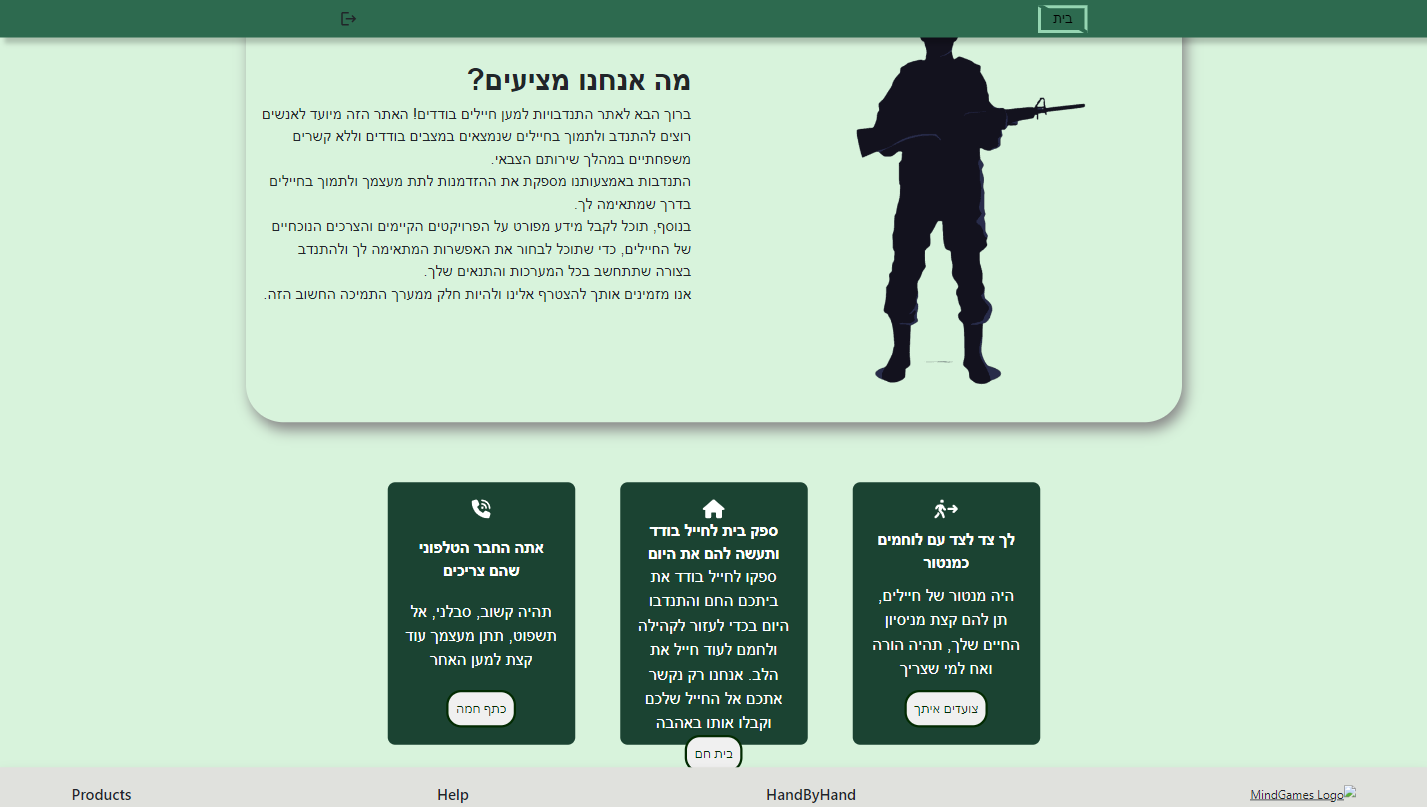 בית
מה אנחנו מציעים?
ברוך הבא לאתר התנדבויות למען חיילים בודדים! האתר הזה מיועד לאנשים
רוצים להתנדב ולתמוך בחיילים שנמצאים במצבים בודדים וללא קשרים
משפחתיים במהלך שירותם הצבאי.
התנדבות באמצעותנו מספקת את ההזדמנות לתת מעצמך ולתמוך בחיילים
בדרך שמתאימה לך.
בנוסף, תוכל לקבל מידע מפורט על הפרויקטים הקיימים והצרכים הנוכחיים
של החיילים, כדי שתוכל לבחור את האפשרות המתאימה לך ולהתנדב
בצורה שתתחשב בכל המערכות והתנאים שלך.
אנו מזמינים אותך להצטרף אלינו ולהיות חלק ממערך התמיכה החשוב הזה.
לך צד לצד עם לוחמים
כמנטור
היה מנטור של חיילים,
תן להם קצת מניסיון
החיים שלך, תהיה הורה
ואח למי שצריך
צועדים איתך
ספק בית לחייל בודד
ותעשה להם את היום
ספקו לחייל בודד את
ביתכם החם והתנדבו
היום בכדי לעזור לקהילה
ולחמם לעוד חייל את
הלב. אנחנו רק נקשר
אתכם אל החייל שלכם
וקבלו אותו באהבה
בית חם
אתה החבר הטלפוני
שהם צריכים
תהיה קשוב, סבלני, אל
תשפוט, תתן מעצמך עוד
קצת למען האחר
כתף חמה
MindGames Logo
HandByHand
Help
Products